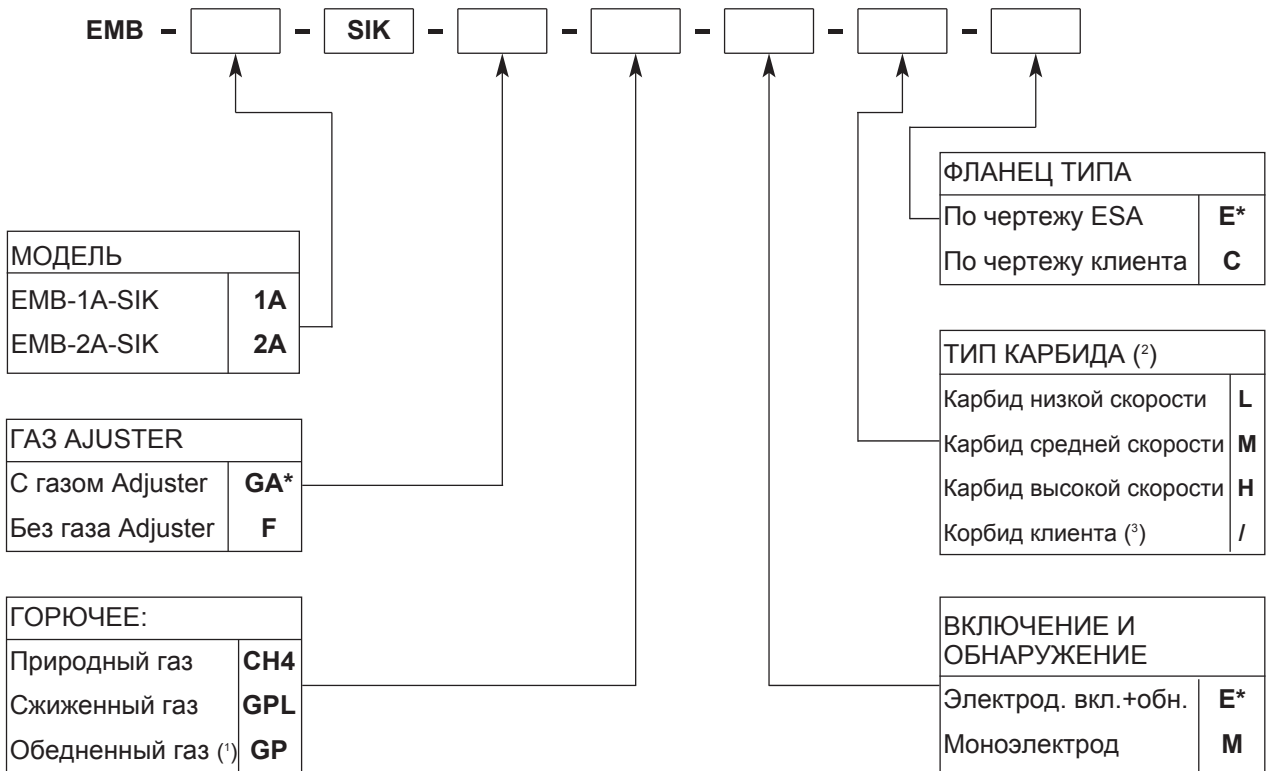 EMB – – SIK – – – – –
МОДЕЛЬ
EMB-1A-SIK 1A
EMB-2A-SIK 2A
ГАЗ AJUSTER
С газом Adjuster GA*
Без газа Adjuster F
ГОРЮЧЕЕ:
Природный газ CH4
Сжиженный газ GPL
Обедненный газ (¹) GP
ФЛАНЕЦ ТИПА
По чертежу ESA E*
По чертежу клиента C
ТИП КАРБИДА (²)
Карбид низкой скорости L
Карбид средней скорости M
Карбид высокой скорости H
Корбид клиента (³) /
ВКЛЮЧЕНИЕ И
ОБНАРУЖЕНИЕ
Электрод. вкл.+обн. E*
Моноэлектрод M